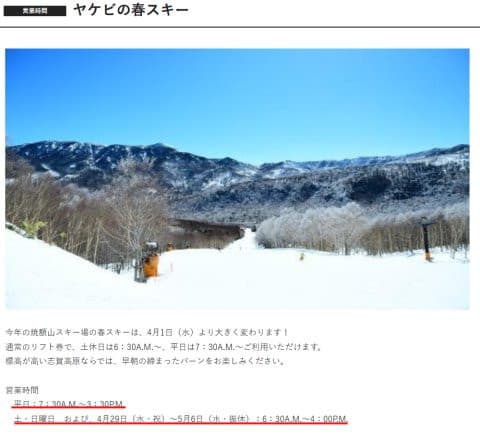 営業時間
ヤケビの春スキー
今年の焼額山スキー場の春スキーは、4月1日（水）より大きく変わります！
通常のリフト券で、土休日は6：30A.M.～、平日は7：30A.M.～ご利用いただけます。
標高が高い志賀高原ならでは、早朝の締まったバーンをお楽しみください。
営業時間
平日：7：30A.M.～3：30P.M.
土・日曜日　および、4月29日（水・祝）～5月6日（水・振休）：6：30A.M.～4：00P.M.